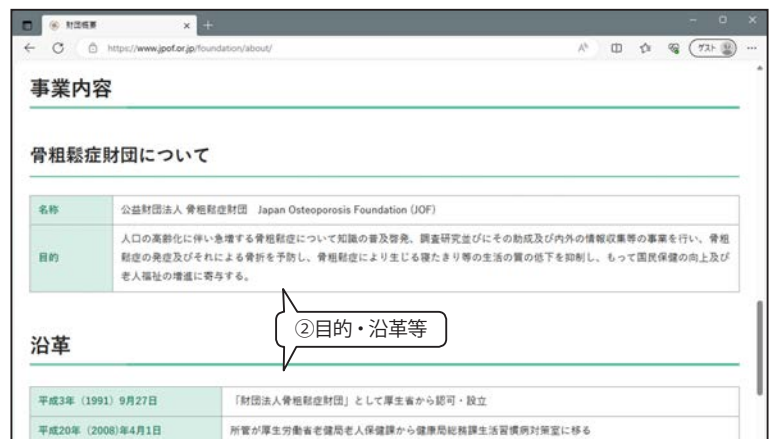 財団概要
https://www.jpof.or.jp/foundation/about/
ゲスト
事業内容
骨粗鬆症財団について
名称
公益財団法人 骨粗鬆症財団 Japan Osteoporosis Foundation (JOF)
目的
人口の高齢化に伴い急増する骨粗鬆症について知識の普及啓発、調査研究並びにその助成及び内外の情報収集等の事業を行い、骨粗
鬆症の発症及びそれによる骨折を予防し、骨粗鬆症により生じる寝たきり等の生活の質の低下を抑制し、もって国民保健の向上及び
老人福祉の増進に寄与する。
②目的・沿革等
沿革
平成3年(1991)9月27日
「財団法人骨粗鬆症財団」として厚生省から認可・設立
平成20年(2008)年4月1日
所管が厚生労働省老健局老人保健課から健康局総務課生活習慣病対策室に移る